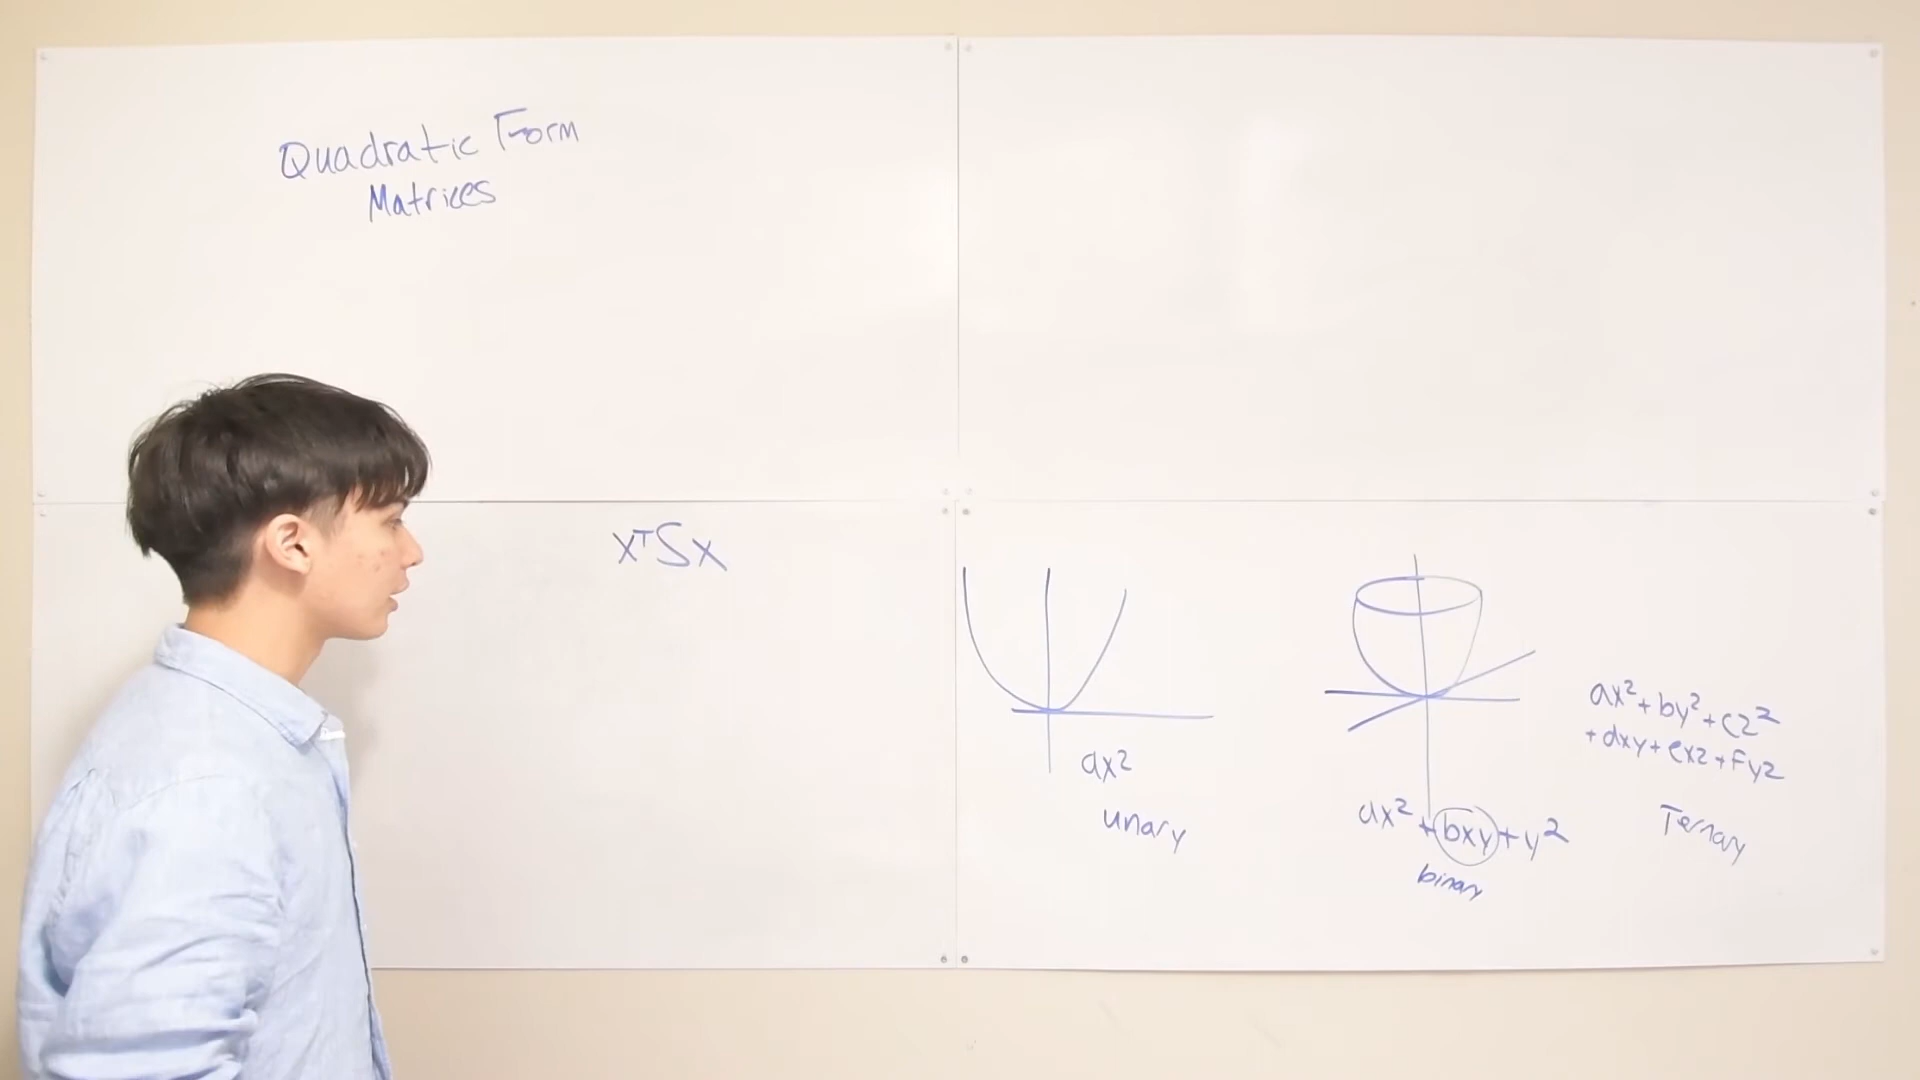 Quadratic Form
Matrices
xᵀSx
ax²
unary
ax² + bxy + y²
binary
ax² + by² + cz²
+ dxy + exz + fyz
Ternary